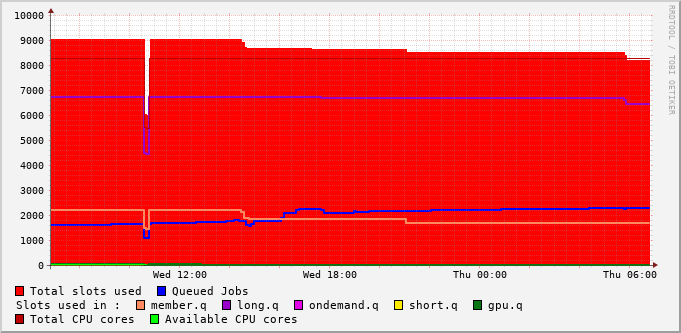 10000
9000
8000
7000
6000
5000
4000
3000
2000
1000
0
Wed 12:00 Wed 18:00 Thu 00:00 Thu 06:00
RRDTOOL / TOBI OETIKER
Total slots used Queued Jobs
Slots used in : member.q long.q ondemand.q short.q gpu.q
Total CPU cores Available CPU cores